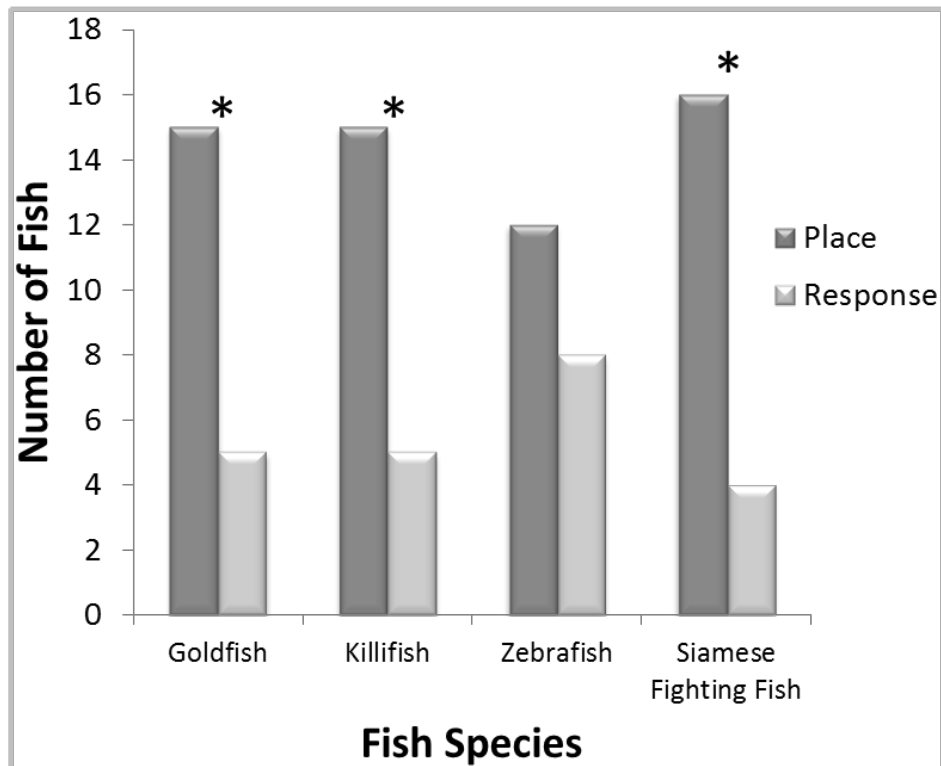 18
16
14
12
10
8
6
4
2
0
Number of Fish
*
*
*
Place
Response
Goldfish
Killifish
Zebrafish
Siamese
Fighting Fish
Fish Species